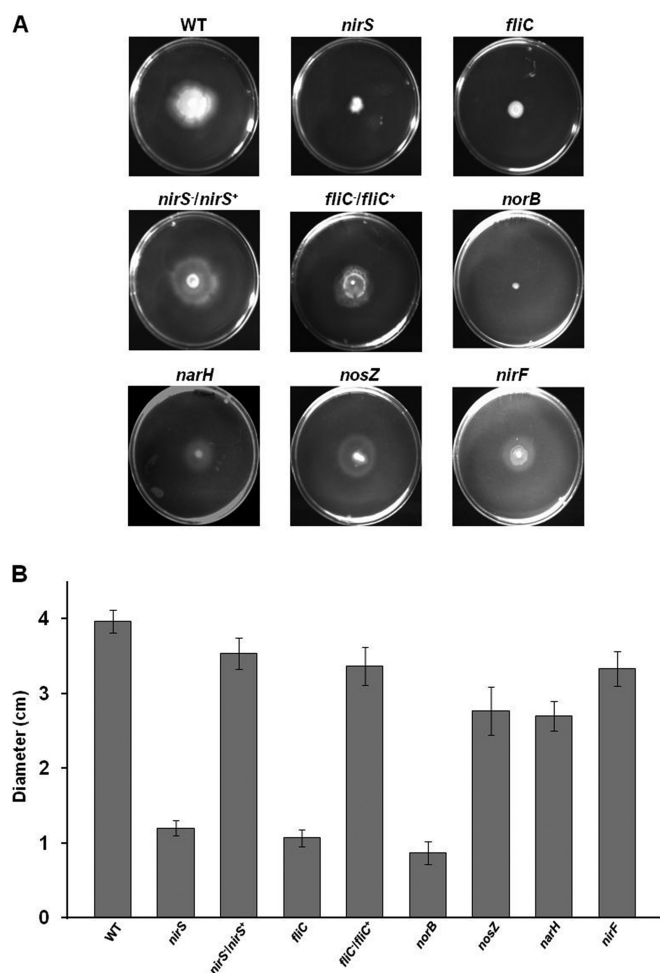 A
WT
nirS
fliC
nirS⁻/nirS⁺
fliC⁻/fliC⁺
norB
narH
nosZ
nirF
B
Diameter (cm)
4
3
2
1
0
WT
nirS
nirS⁻/nirS⁺
fliC
fliC⁻/fliC⁺
norB
nosZ
narH
nirF